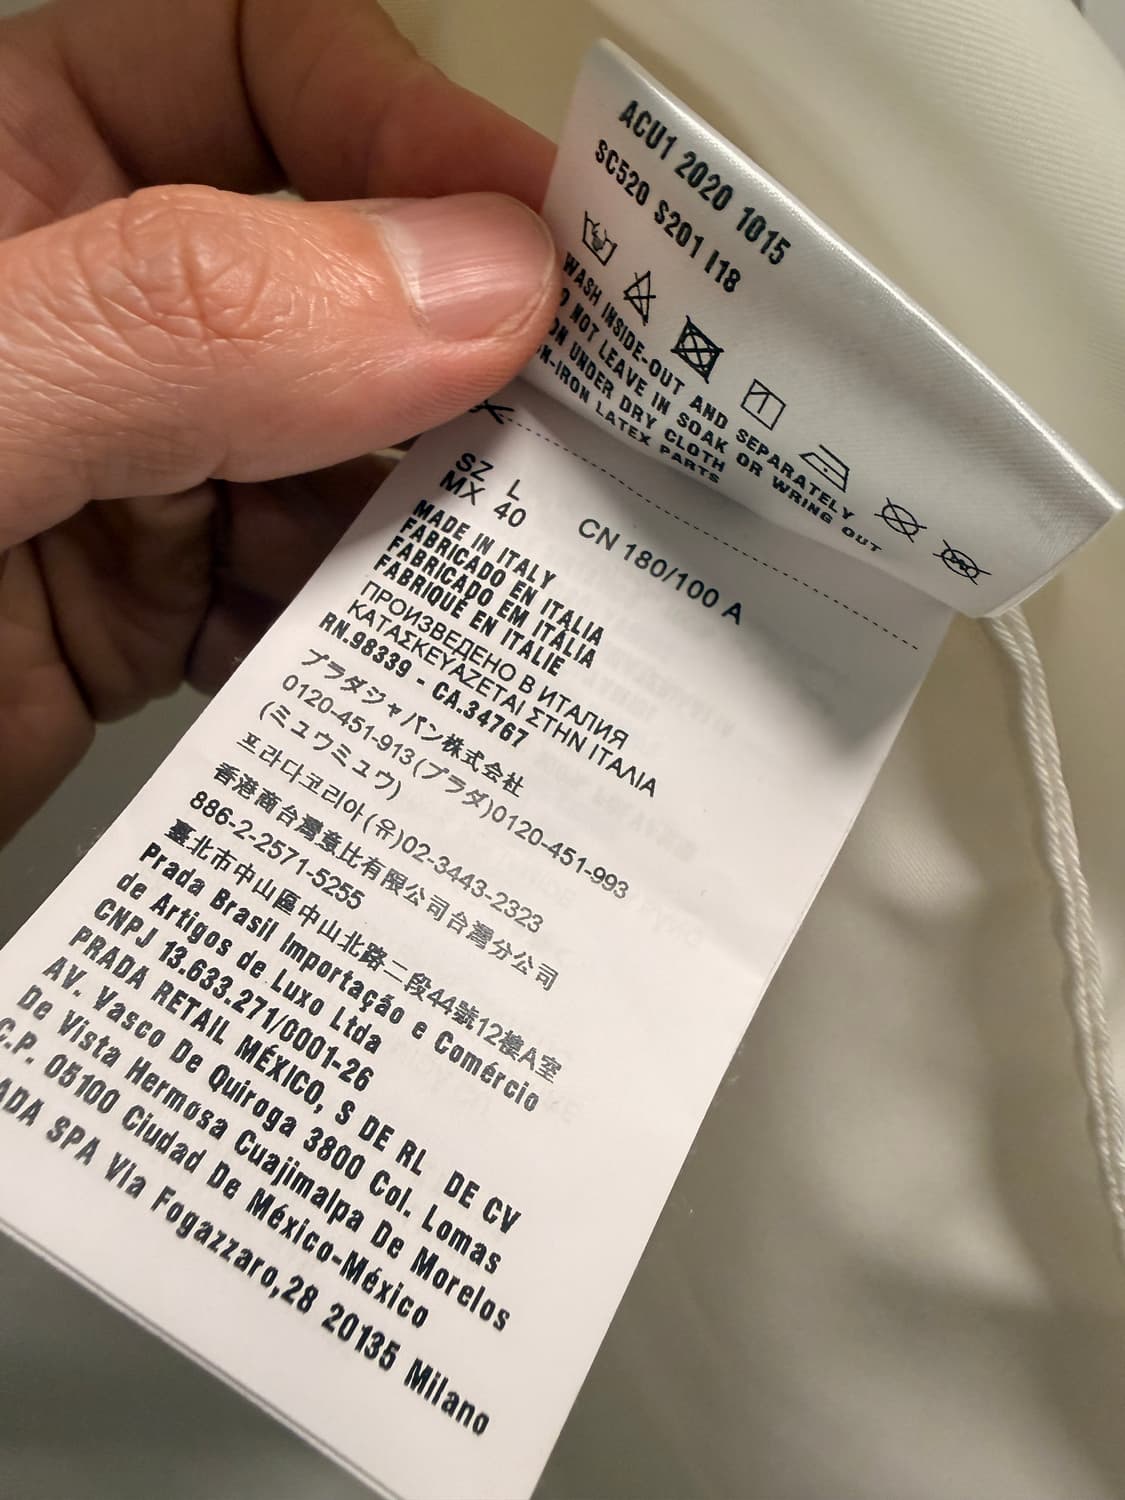 ACU1 2020 1015
SC520 S201 I18
WASH INSIDE-OUT AND SEPARATELY
NOT LEAVE IN SOAK OR WRING OUT
UNDER DRY CLOTH
LATEX PARTS
SZ L
MX 40 CN 180/100 A
MADE IN ITALY
FABRICADO EN ITALIA
FABRICADO EM ITÁLIA
FABRIQUÉ EN ITALIE
ПРОИЗВЕДЕНО В ИТАЛИЯ
ΚΑΤΑΣΚΕΥΑΖΕΤΑΙ ΣΤΗΝ ΙΤΑΛΙΑ
RN.98339 - CA.34767
プラダジャパン株式会社
0120-451-913(プラダ)0120-451-993
(ミュウミュウ)
프라다코리아(유)02-3443-2323
香港商台灣意比有限公司台灣分公司
886-2-2571-5255
臺北市中山區中山北路二段44號12樓A室
Prada Brasil Importação e Comércio
de Artigos de Luxo Ltda
CNPJ 13.633.271/0001-26
PRADA RETAIL MÉXICO, S DE RL DE CV
AV. Vasco De Quiroga 3800 Col. Lomas
De Vista Hermosa Cuajimalpa De Morelos
C.P. 05100 Ciudad De México-México
SPA Via Fogazzaro,28 20135 Milano